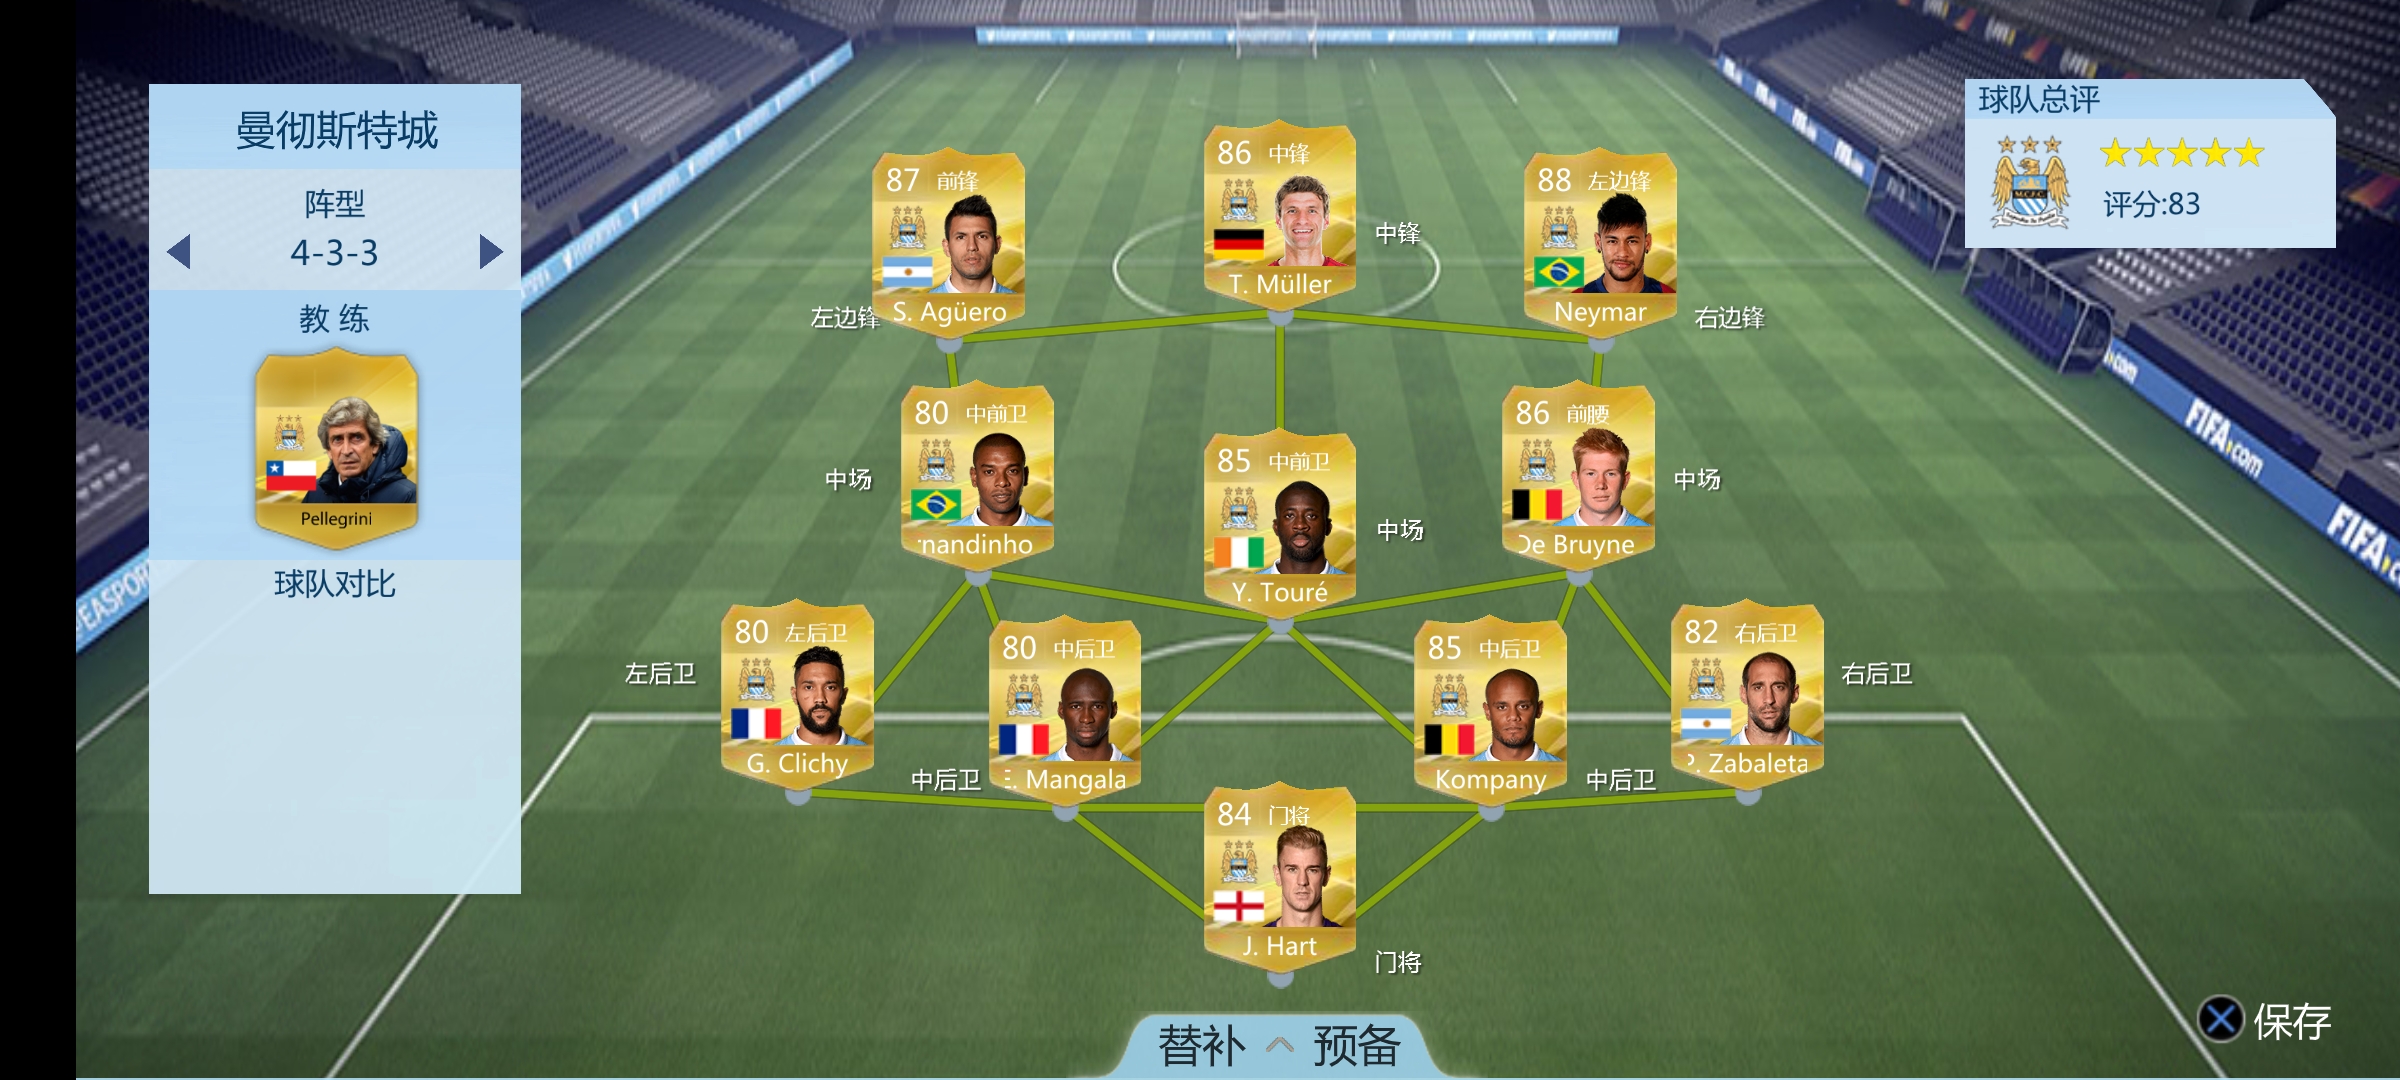 曼彻斯特城
阵型
4-3-3
教 练
Pellegrini
球队对比
球队总评
评分:83
87 前锋
S. Agüero
左边锋
86 中锋
T. Müller
中锋
88 左边锋
Neymar
右边锋
80 中前卫
nandinho
中场
85 中前卫
Y. Touré
中场
86 前腰
De Bruyne
中场
80 左后卫
G. Clichy
左后卫
80 中后卫
E. Mangala
中后卫
85 中后卫
Kompany
中后卫
82 右后卫
P. Zabaleta
右后卫
84 门将
J. Hart
门将
FIFA.com
FIFA.c
EASPOR
替补 ^ 预备
保存